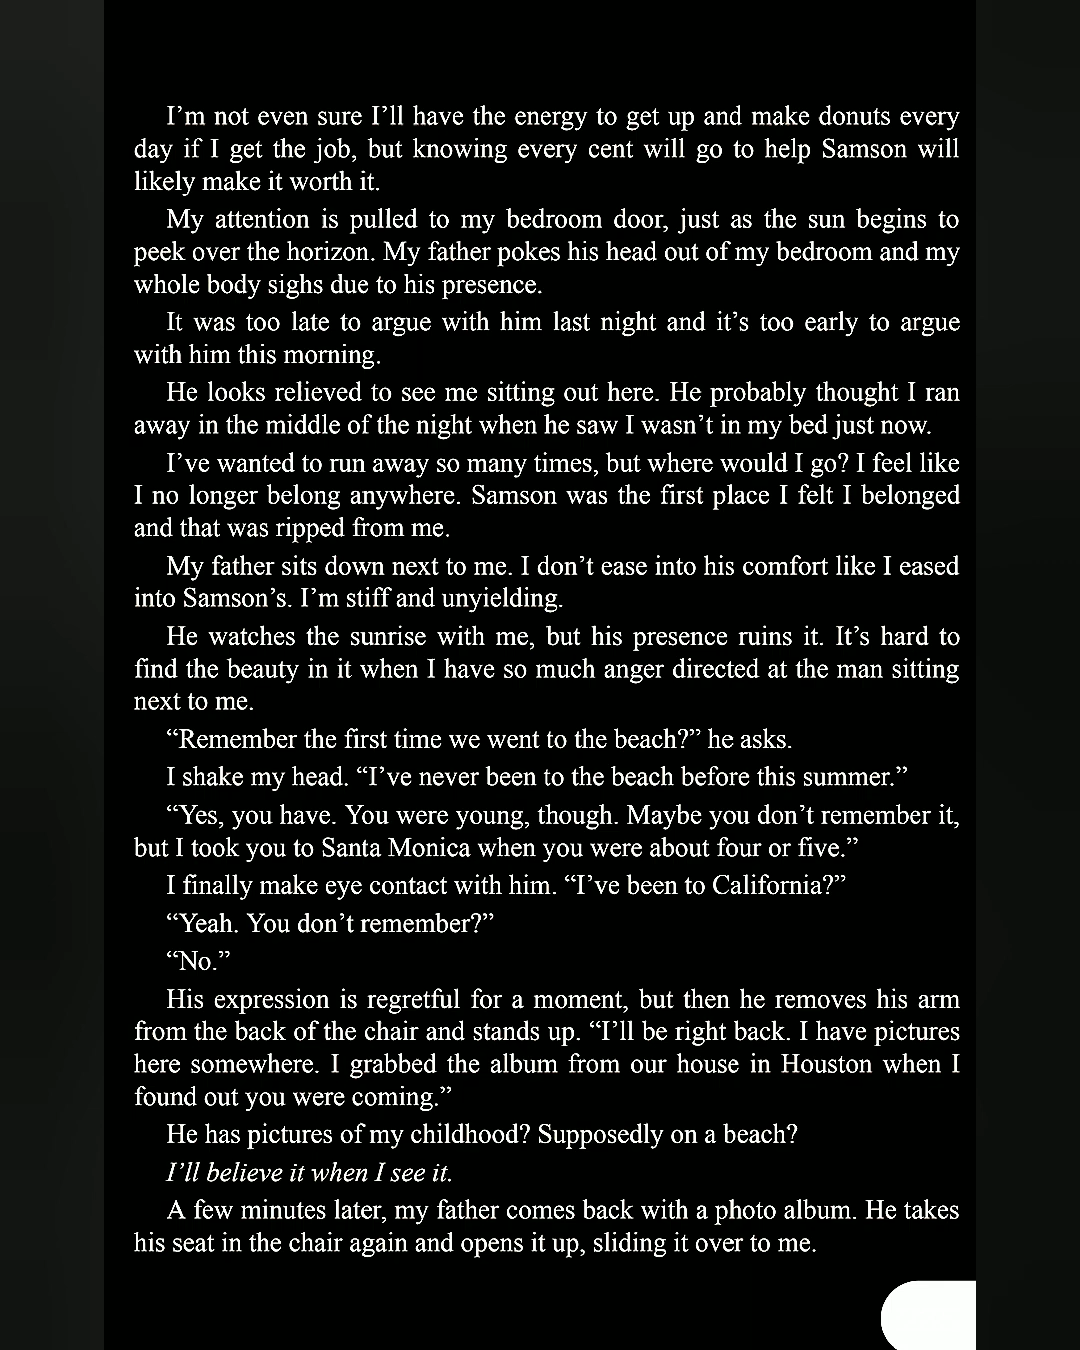 I’m not even sure I’ll have the energy to get up and make donuts every
day if I get the job, but knowing every cent will go to help Samson will
likely make it worth it.
My attention is pulled to my bedroom door, just as the sun begins to
peek over the horizon. My father pokes his head out of my bedroom and my
whole body sighs due to his presence.
It was too late to argue with him last night and it’s too early to argue
with him this morning.
He looks relieved to see me sitting out here. He probably thought I ran
away in the middle of the night when he saw I wasn’t in my bed just now.
I’ve wanted to run away so many times, but where would I go? I feel like
I no longer belong anywhere. Samson was the first place I felt I belonged
and that was ripped from me.
My father sits down next to me. I don’t ease into his comfort like I eased
into Samson’s. I’m stiff and unyielding.
He watches the sunrise with me, but his presence ruins it. It’s hard to
find the beauty in it when I have so much anger directed at the man sitting
next to me.
“Remember the first time we went to the beach?” he asks.
I shake my head. “I’ve never been to the beach before this summer.”
“Yes, you have. You were young, though. Maybe you don’t remember it,
but I took you to Santa Monica when you were about four or five.”
I finally make eye contact with him. “I’ve been to California?”
“Yeah. You don’t remember?”
“No.”
His expression is regretful for a moment, but then he removes his arm
from the back of the chair and stands up. “I’ll be right back. I have pictures
here somewhere. I grabbed the album from our house in Houston when I
found out you were coming.”
He has pictures of my childhood? Supposedly on a beach?
I’ll believe it when I see it.
A few minutes later, my father comes back with a photo album. He takes
his seat in the chair again and opens it up, sliding it over to me.